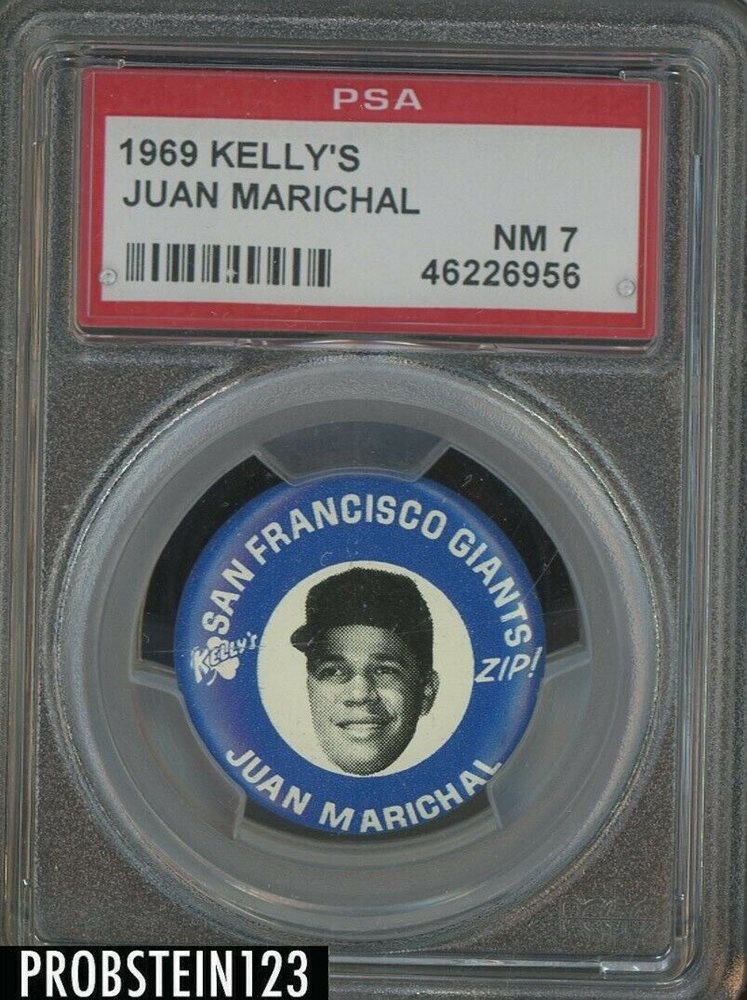 PSA
1969 KELLY'S
JUAN MARICHAL
NM 7
46226956
SAN FRANCISCO GIANTS
Kelly's
ZIP!
JUAN MARICHAL
PROBSTEIN123